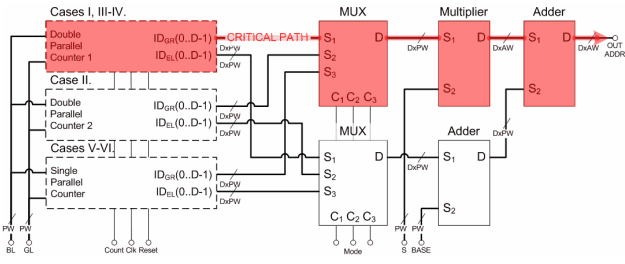 Cases I, III-IV.
MUX
Multiplier
Adder
Double
Parallel
Counter 1
ID_GR(0..D-1)
ID_EL(0..D-1)
CRITICAL PATH
DxPW
DxPW
S₁
S₂
S₃
D
C₁ C₂ C₃
DxPW
S₁
S₂
D
DxAW
S₁
S₂
D
DxAW
OUT
ADDR
Case II.
Double
Parallel
Counter 2
ID_GR(0..D-1)
ID_EL(0..D-1)
MUX
Adder
DxPW
S₁
S₂
S₃
D
C₁ C₂ C₃
DxPW
S₁
S₂
Cases V-VI.
Single
Parallel
Counter
ID_GR(0..D-1)
ID_EL(0..D-1)
DxPW
DxPW
PW
PW
PW
PW
BL
GL
Count Clk Reset
Mode
S
BASE